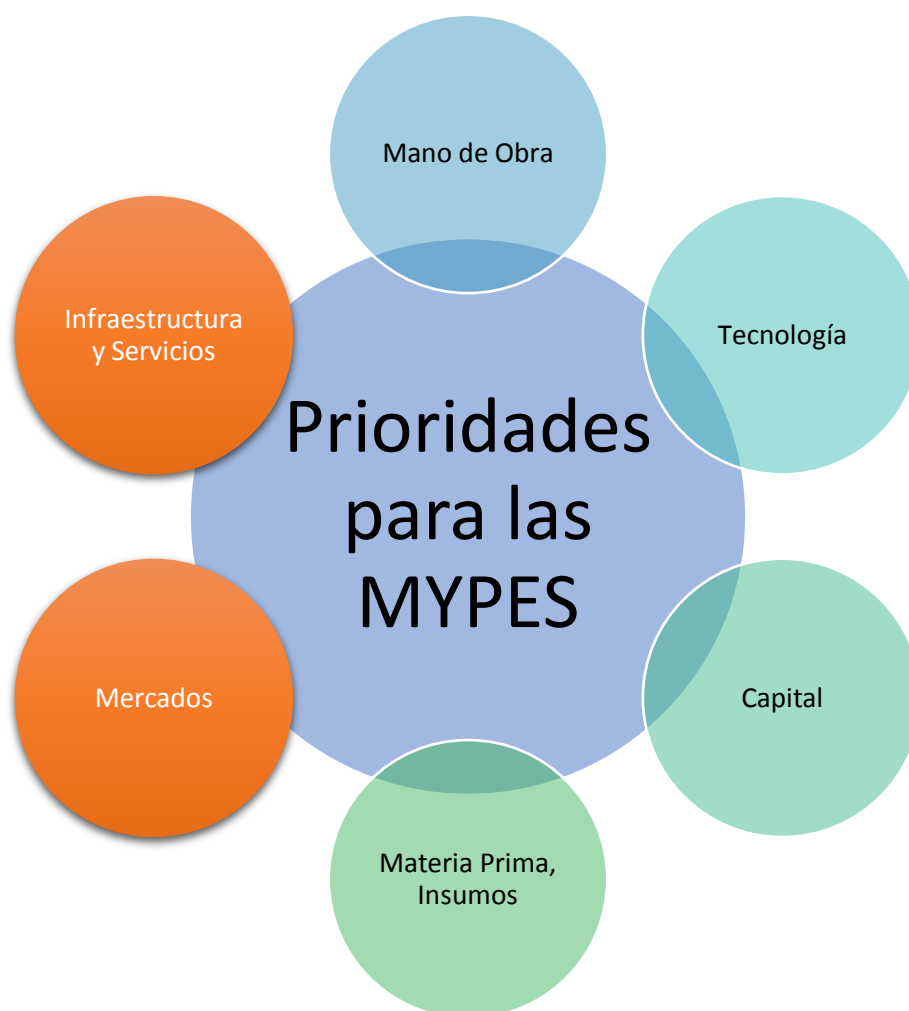 Mano de Obra
Infraestructura
y Servicios
Tecnología
Prioridades
para las
MYPES
Mercados
Capital
Materia Prima,
Insumos